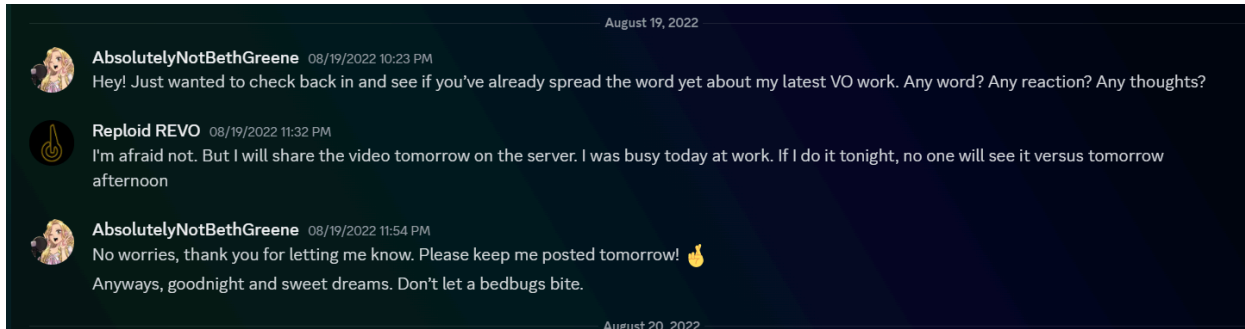 August 19, 2022
AbsolutelyNotBethGreene 08/19/2022 10:23 PM
Hey! Just wanted to check back in and see if you’ve already spread the word yet about my latest VO work. Any word? Any reaction? Any thoughts?
Reploid REVO 08/19/2022 11:32 PM
I'm afraid not. But I will share the video tomorrow on the server. I was busy today at work. If I do it tonight, no one will see it versus tomorrow
afternoon
AbsolutelyNotBethGreene 08/19/2022 11:54 PM
No worries, thank you for letting me know. Please keep me posted tomorrow! 🤞
Anyways, goodnight and sweet dreams. Don’t let a bedbugs bite.
August 20, 2022